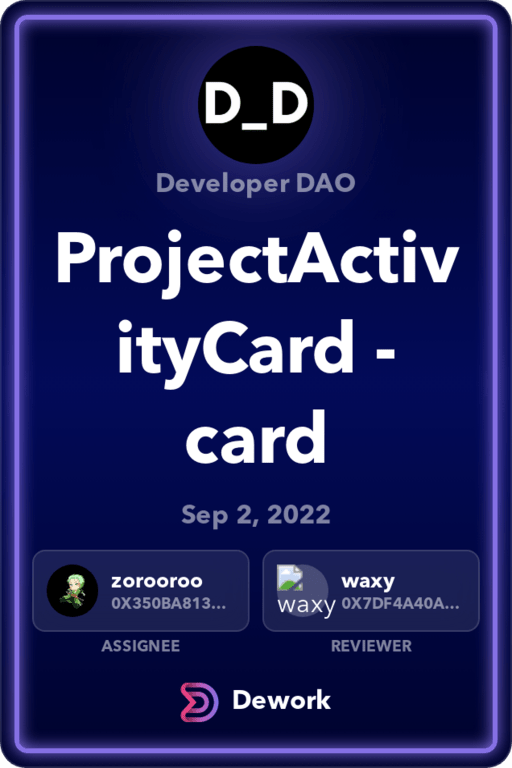 D_D
Developer DAO
ProjectActiv
ityCard -
card
Sep 2, 2022
zorooroo
0X350BA813...
ASSIGNEE
waxy
waxy
0X7DF4A40A...
REVIEWER
Dework